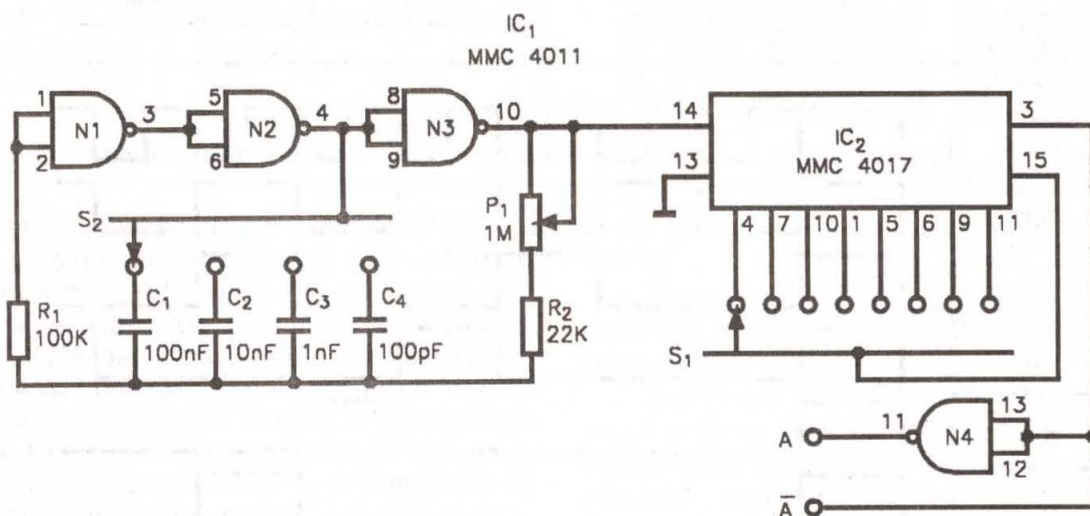 IC₁
MMC 4011
1
2
N1
3
5
6
N2
4
8
9
N3
10
14
13
IC₂
MMC 4017
3
15
4 7 10 1 5 6 9 11
S₂
P₁
1M
C₁ C₂ C₃ C₄
100nF 10nF 1nF 100pF
R₁
100K
R₂
22K
S₁
A
11
N4
13
12
A̅